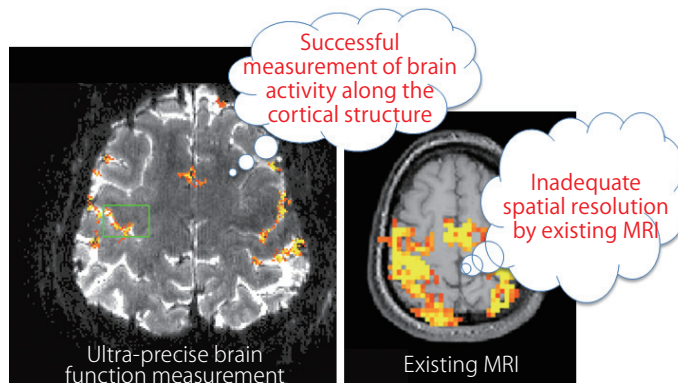 Successful
measurement of brain
activity along the
cortical structure
Inadequate
spatial resolution
by existing MRI
Ultra-precise brain
function measurement
Existing MRI